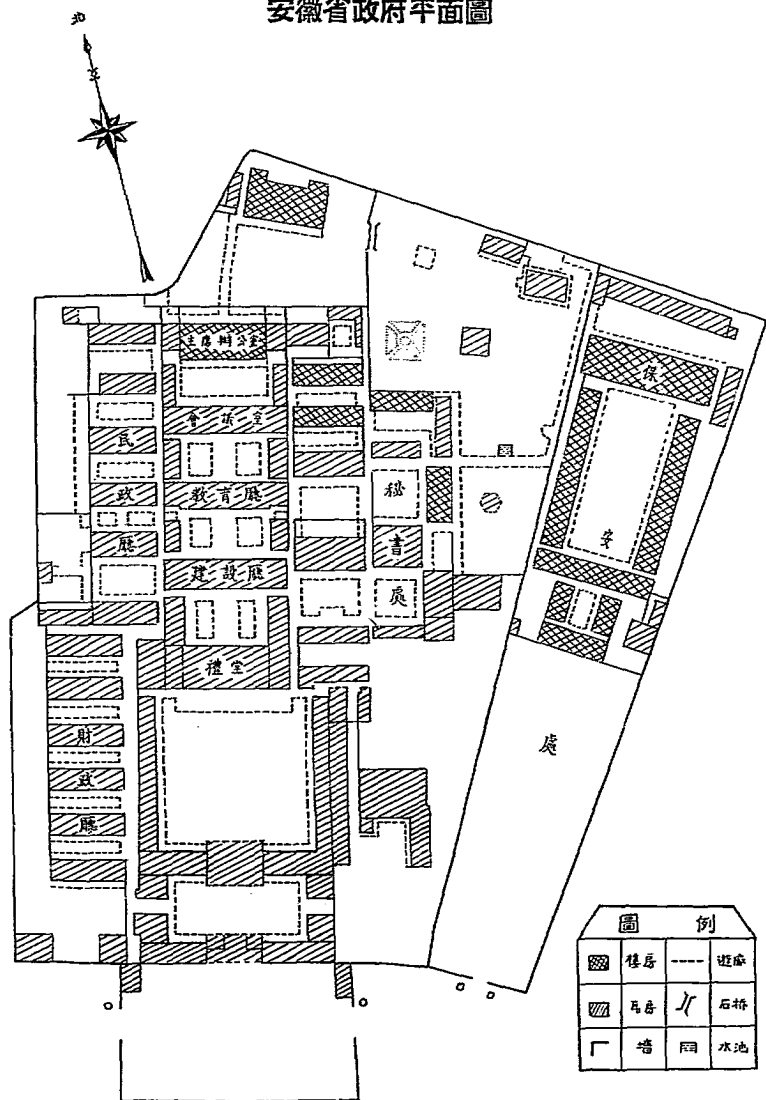 安徽省政府平面圖
北
主席辦公室
會議室
教育廳
建設廳
禮堂
民政廳
財政廳
秘書處
保安處
圖例
樓房 遊廊
瓦房 石橋
墙 水池